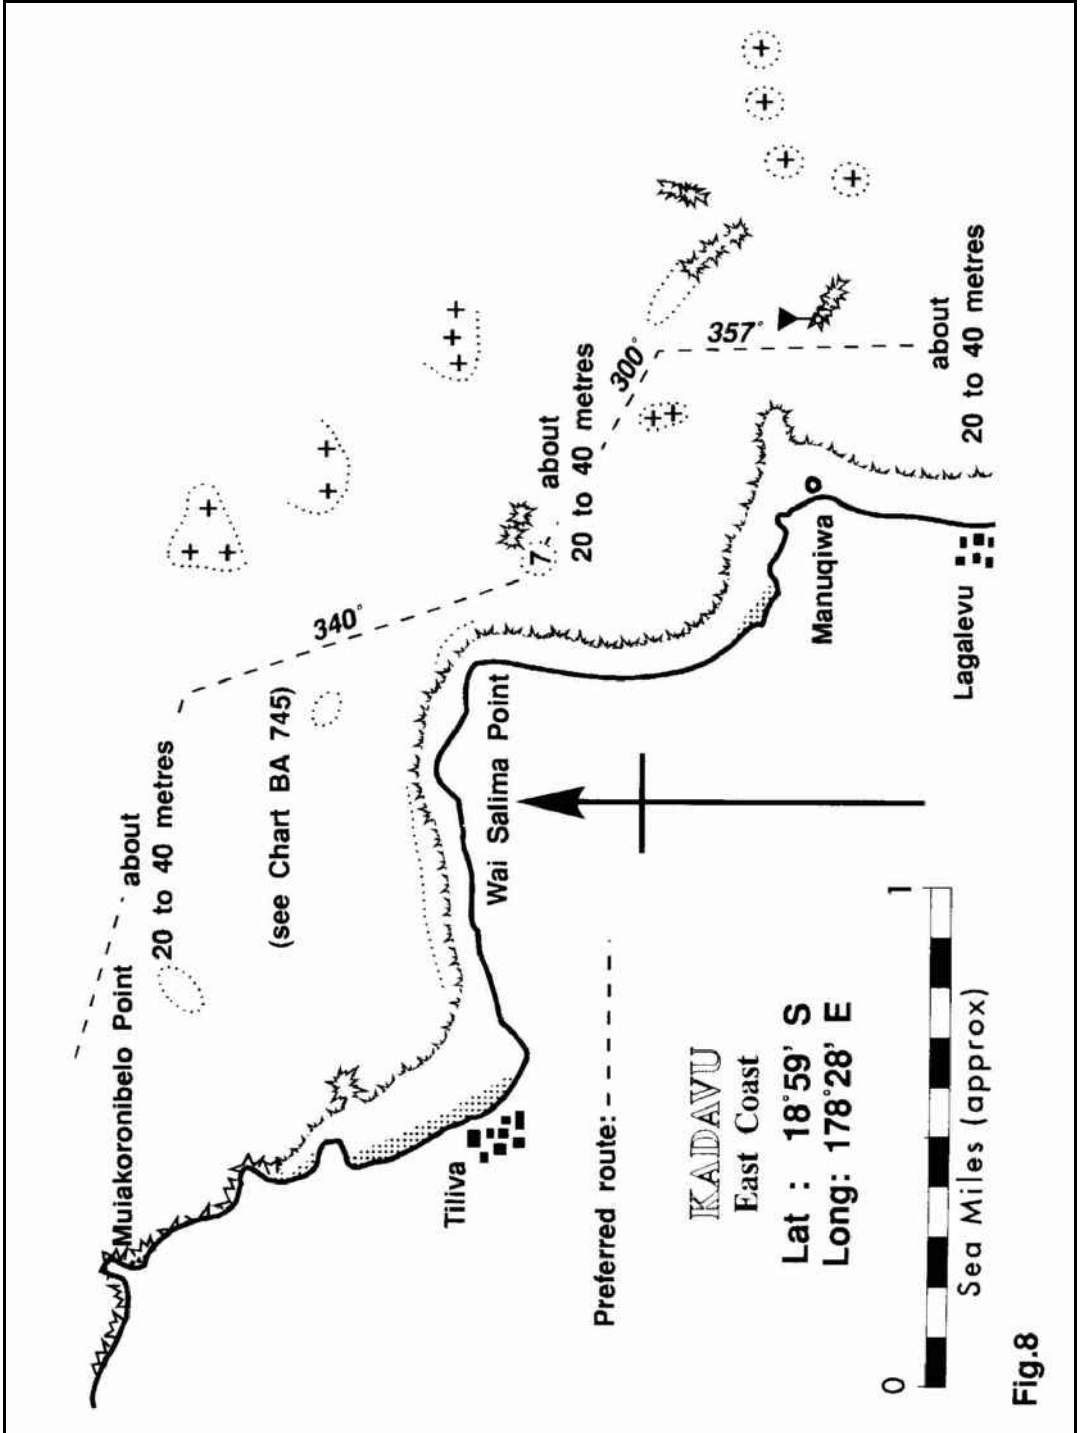 Muiakoronibelo Point
about
20 to 40 metres
(see Chart BA 745)
340°
Wai Salima Point
Tiliva
7
about
20 to 40 metres
300°
357°
Manuqiwa
about
20 to 40 metres
Lagalevu
Preferred route:
KADAVU
East Coast
Lat : 18°59' S
Long: 178°28' E
0
1
Sea Miles (approx)
Fig.8